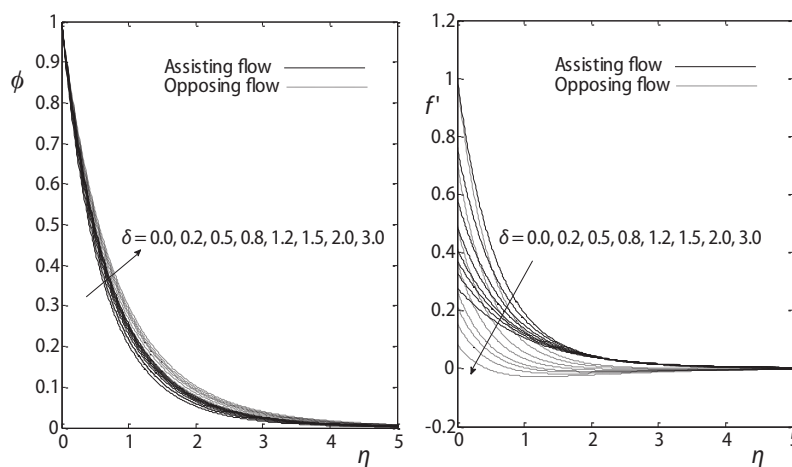 1
0.9
0.8
0.7
0.6
0.5
0.4
0.3
0.2
0.1
0
ϕ
Assisting flow
Opposing flow
δ = 0.0, 0.2, 0.5, 0.8, 1.2, 1.5, 2.0, 3.0
0 1 2 3 4 5
η
1.2
1
0.8
0.6
0.4
0.2
0
-0.2
f'
Assisting flow
Opposing flow
δ = 0.0, 0.2, 0.5, 0.8, 1.2, 1.5, 2.0, 3.0
0 1 2 3 4 5
η